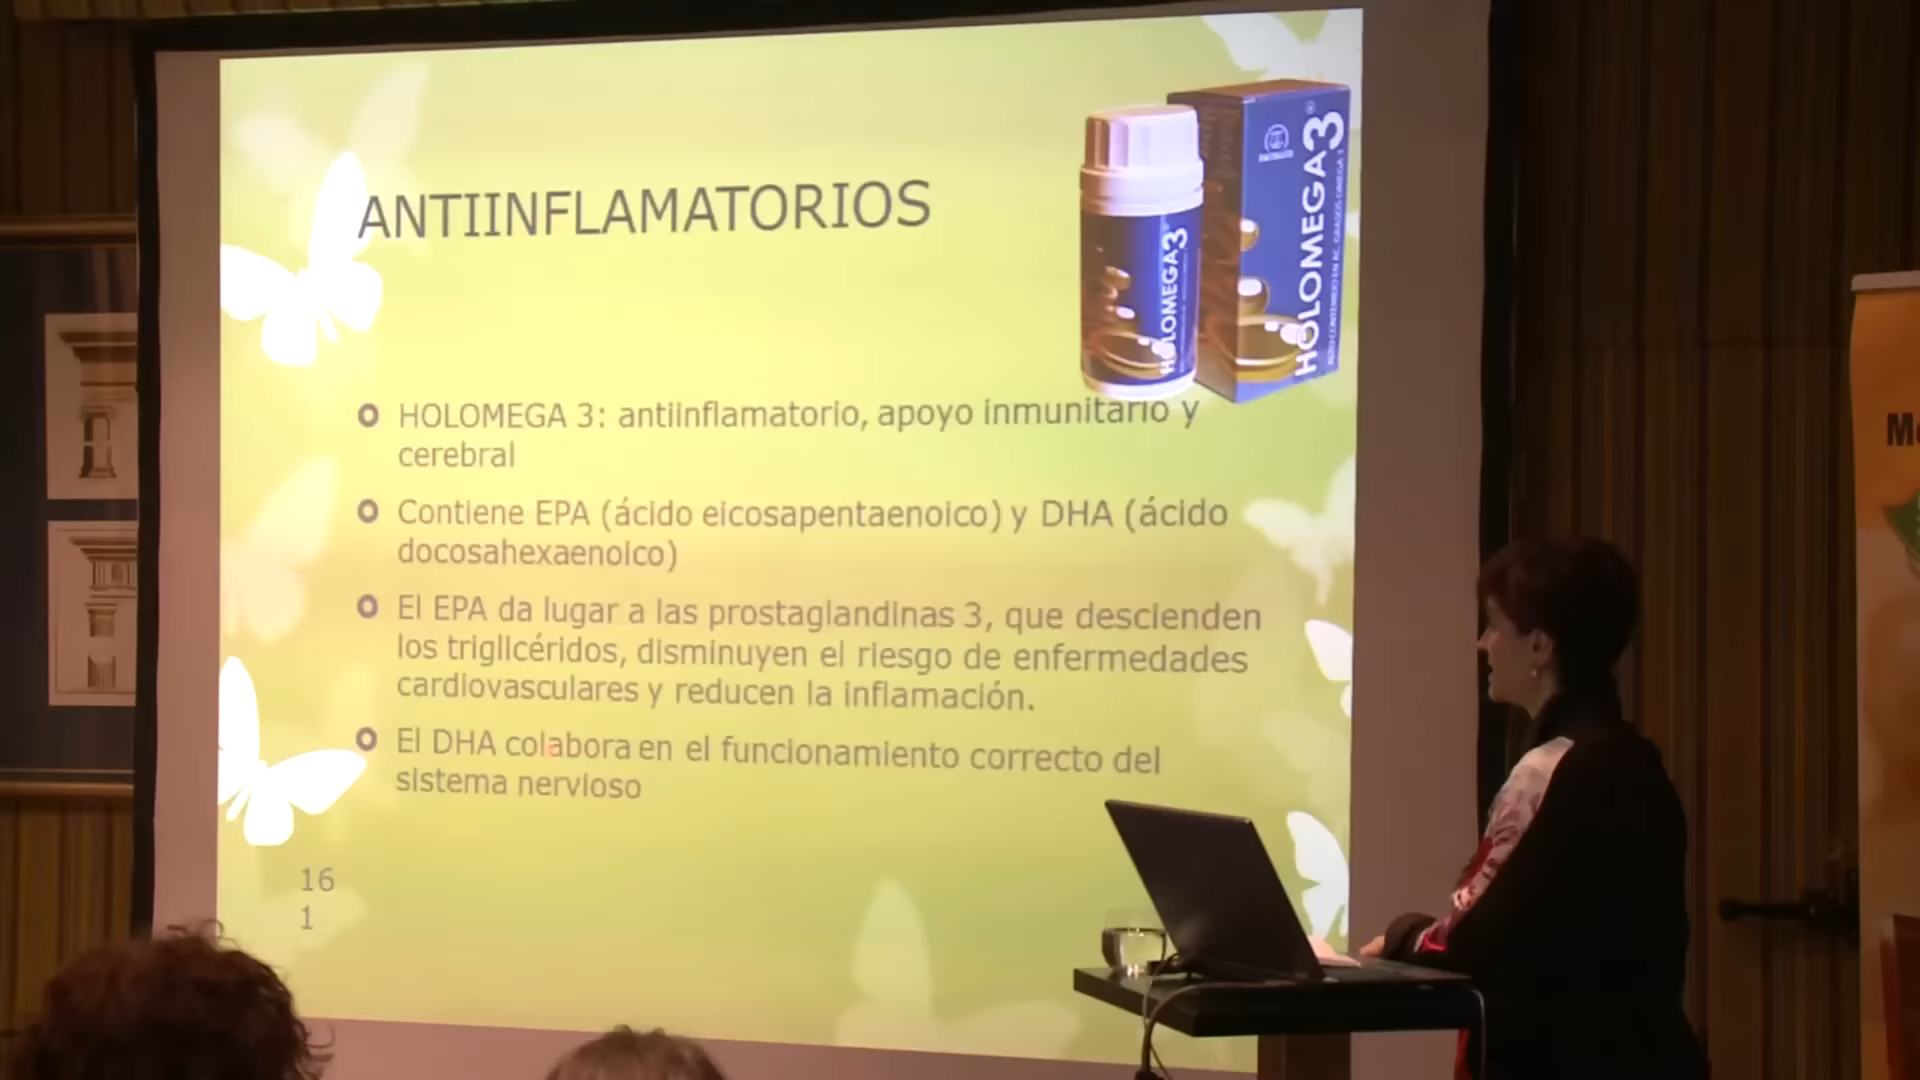 ANTIINFLAMATORIOS
HOLOMEGA3
HOLOMEGA3
HOLOMEGA 3: antiinflamatorio, apoyo inmunitario y
cerebral
Contiene EPA (ácido eicosapentaenoico) y DHA (ácido
docosahexaenoico)
El EPA da lugar a las prostaglandinas 3, que descienden
los triglicéridos, disminuyen el riesgo de enfermedades
cardiovasculares y reducen la inflamación.
El DHA colabora en el funcionamiento correcto del
sistema nervioso
16
1